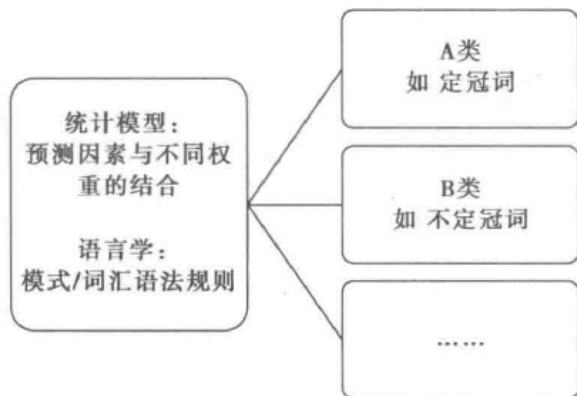 统计模型：
预测因素与不同权
重的结合
语言学：
模式/词汇语法规则
A类
如 定冠词
B类
如 不定冠词
……